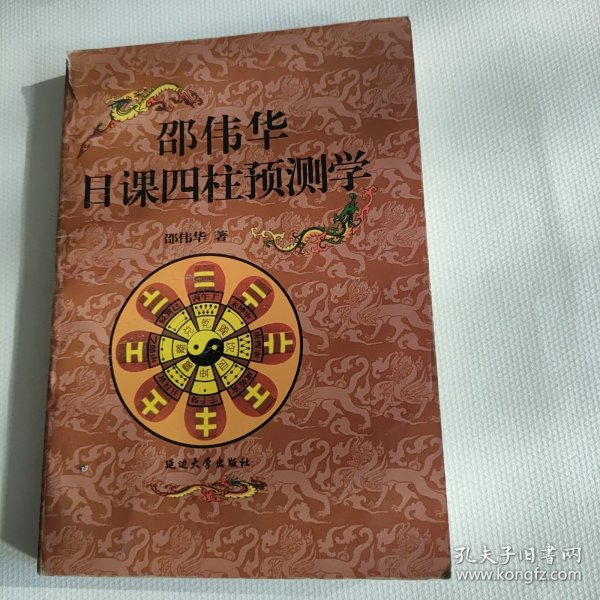 邵伟华
日课四柱预测学
邵伟华 著
延边大学出版社
孔夫子旧书网
www.kongfz.com